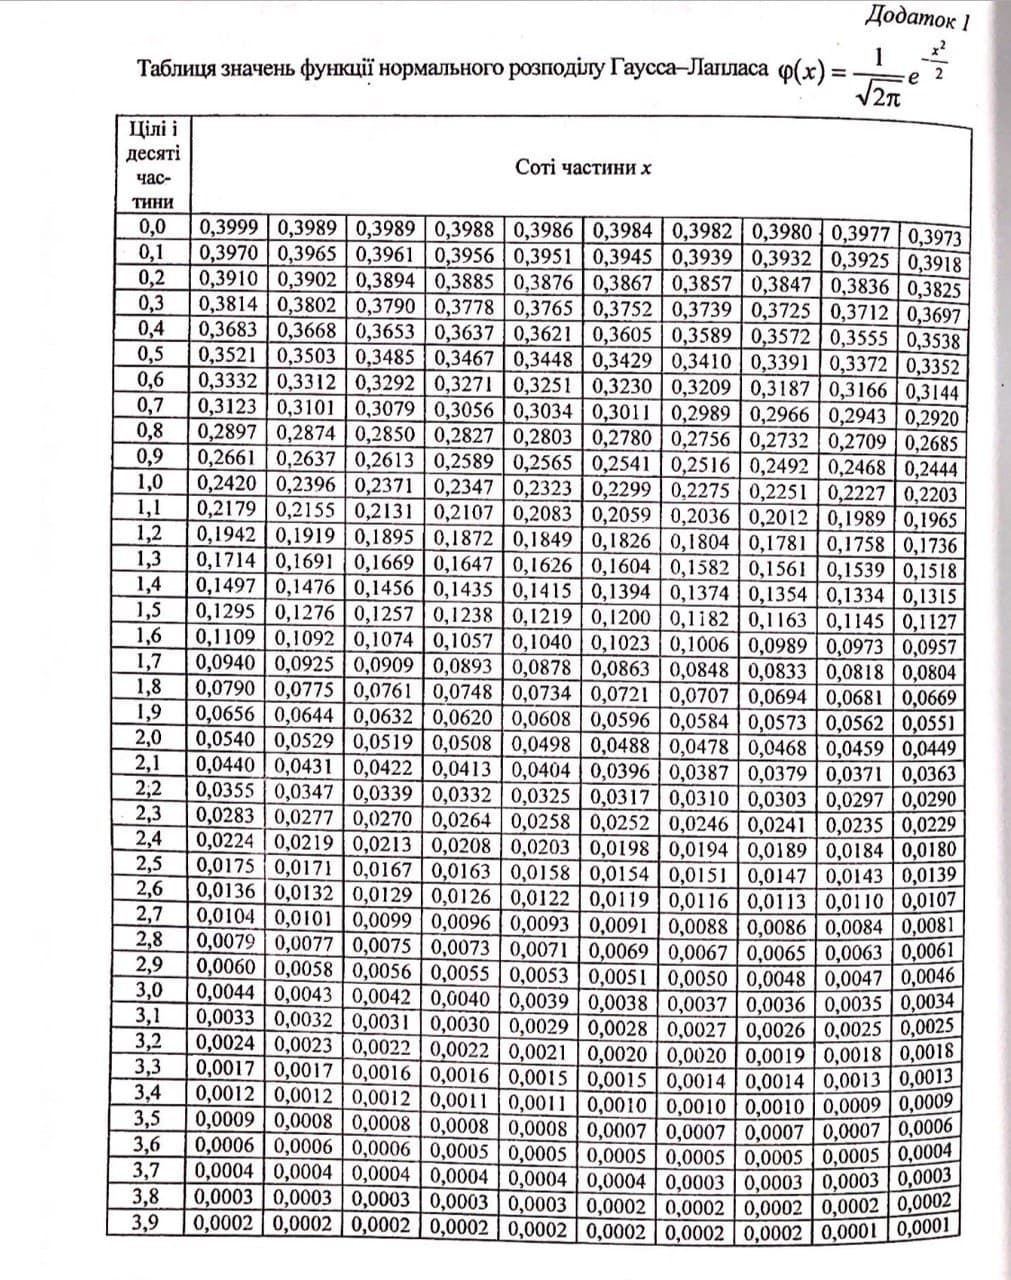 Додаток 1
Таблиця значень функції нормального розподілу Гаусса–Лапласа φ(x) = 1/√2π e^(-x²/2)
Цілі і
десяті
час-
тини
Соті частини x
0,0 0,3999 0,3989 0,3989 0,3988 0,3986 0,3984 0,3982 0,3980 0,3977 0,3973
0,1 0,3970 0,3965 0,3961 0,3956 0,3951 0,3945 0,3939 0,3932 0,3925 0,3918
0,2 0,3910 0,3902 0,3894 0,3885 0,3876 0,3867 0,3857 0,3847 0,3836 0,3825
0,3 0,3814 0,3802 0,3790 0,3778 0,3765 0,3752 0,3739 0,3725 0,3712 0,3697
0,4 0,3683 0,3668 0,3653 0,3637 0,3621 0,3605 0,3589 0,3572 0,3555 0,3538
0,5 0,3521 0,3503 0,3485 0,3467 0,3448 0,3429 0,3410 0,3391 0,3372 0,3352
0,6 0,3332 0,3312 0,3292 0,3271 0,3251 0,3230 0,3209 0,3187 0,3166 0,3144
0,7 0,3123 0,3101 0,3079 0,3056 0,3034 0,3011 0,2989 0,2966 0,2943 0,2920
0,8 0,2897 0,2874 0,2850 0,2827 0,2803 0,2780 0,2756 0,2732 0,2709 0,2685
0,9 0,2661 0,2637 0,2613 0,2589 0,2565 0,2541 0,2516 0,2492 0,2468 0,2444
1,0 0,2420 0,2396 0,2371 0,2347 0,2323 0,2299 0,2275 0,2251 0,2227 0,2203
1,1 0,2179 0,2155 0,2131 0,2107 0,2083 0,2059 0,2036 0,2012 0,1989 0,1965
1,2 0,1942 0,1919 0,1895 0,1872 0,1849 0,1826 0,1804 0,1781 0,1758 0,1736
1,3 0,1714 0,1691 0,1669 0,1647 0,1626 0,1604 0,1582 0,1561 0,1539 0,1518
1,4 0,1497 0,1476 0,1456 0,1435 0,1415 0,1394 0,1374 0,1354 0,1334 0,1315
1,5 0,1295 0,1276 0,1257 0,1238 0,1219 0,1200 0,1182 0,1163 0,1145 0,1127
1,6 0,1109 0,1092 0,1074 0,1057 0,1040 0,1023 0,1006 0,0989 0,0973 0,0957
1,7 0,0940 0,0925 0,0909 0,0893 0,0878 0,0863 0,0848 0,0833 0,0818 0,0804
1,8 0,0790 0,0775 0,0761 0,0748 0,0734 0,0721 0,0707 0,0694 0,0681 0,0669
1,9 0,0656 0,0644 0,0632 0,0620 0,0608 0,0596 0,0584 0,0573 0,0562 0,0551
2,0 0,0540 0,0529 0,0519 0,0508 0,0498 0,0488 0,0478 0,0468 0,0459 0,0449
2,1 0,0440 0,0431 0,0422 0,0413 0,0404 0,0396 0,0387 0,0379 0,0371 0,0363
2,2 0,0355 0,0347 0,0339 0,0332 0,0325 0,0317 0,0310 0,0303 0,0297 0,0290
2,3 0,0283 0,0277 0,0270 0,0264 0,0258 0,0252 0,0246 0,0241 0,0235 0,0229
2,4 0,0224 0,0219 0,0213 0,0208 0,0203 0,0198 0,0194 0,0189 0,0184 0,0180
2,5 0,0175 0,0171 0,0167 0,0163 0,0158 0,0154 0,0151 0,0147 0,0143 0,0139
2,6 0,0136 0,0132 0,0129 0,0126 0,0122 0,0119 0,0116 0,0113 0,0110 0,0107
2,7 0,0104 0,0101 0,0099 0,0096 0,0093 0,0091 0,0088 0,0086 0,0084 0,0081
2,8 0,0079 0,0077 0,0075 0,0073 0,0071 0,0069 0,0067 0,0065 0,0063 0,0061
2,9 0,0060 0,0058 0,0056 0,0055 0,0053 0,0051 0,0050 0,0048 0,0047 0,0046
3,0 0,0044 0,0043 0,0042 0,0040 0,0039 0,0038 0,0037 0,0036 0,0035 0,0034
3,1 0,0033 0,0032 0,0031 0,0030 0,0029 0,0028 0,0027 0,0026 0,0025 0,0025
3,2 0,0024 0,0023 0,0022 0,0022 0,0021 0,0020 0,0020 0,0019 0,0018 0,0018
3,3 0,0017 0,0017 0,0016 0,0016 0,0015 0,0015 0,0014 0,0014 0,0013 0,0013
3,4 0,0012 0,0012 0,0012 0,0011 0,0011 0,0010 0,0010 0,0010 0,0009 0,0009
3,5 0,0009 0,0008 0,0008 0,0008 0,0008 0,0007 0,0007 0,0007 0,0007 0,0006
3,6 0,0006 0,0006 0,0006 0,0005 0,0005 0,0005 0,0005 0,0005 0,0005 0,0004
3,7 0,0004 0,0004 0,0004 0,0004 0,0004 0,0004 0,0003 0,0003 0,0003 0,0003
3,8 0,0003 0,0003 0,0003 0,0003 0,0003 0,0002 0,0002 0,0002 0,0002 0,0002
3,9 0,0002 0,0002 0,0002 0,0002 0,0002 0,0002 0,0002 0,0002 0,0001 0,0001